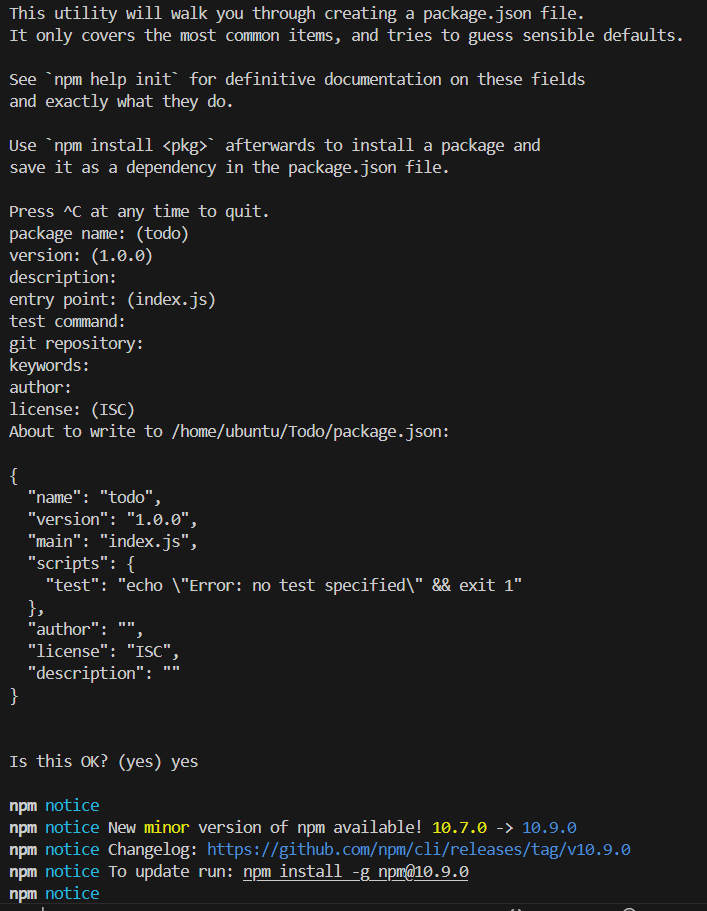 This utility will walk you through creating a package.json file.
It only covers the most common items, and tries to guess sensible defaults.
See `npm help init` for definitive documentation on these fields
and exactly what they do.
Use `npm install <pkg>` afterwards to install a package and
save it as a dependency in the package.json file.
Press ^C at any time to quit.
package name: (todo)
version: (1.0.0)
description:
entry point: (index.js)
test command:
git repository:
keywords:
author:
license: (ISC)
About to write to /home/ubuntu/Todo/package.json:
{
  "name": "todo",
  "version": "1.0.0",
  "main": "index.js",
  "scripts": {
    "test": "echo \"Error: no test specified\" && exit 1"
  },
  "author": "",
  "license": "ISC",
  "description": ""
}
Is this OK? (yes) yes
npm notice
npm notice New minor version of npm available! 10.7.0 -> 10.9.0
npm notice Changelog: https://github.com/npm/cli/releases/tag/v10.9.0
npm notice To update run: npm install -g npm@10.9.0
npm notice